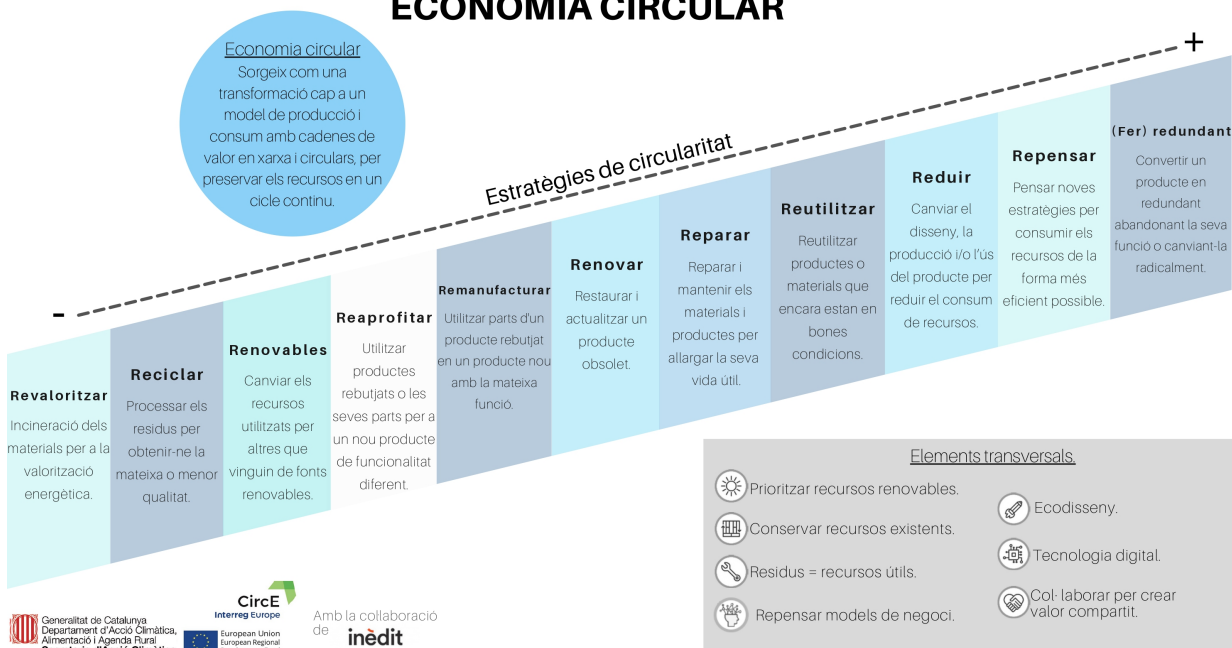 ECONOMIA CIRCULAR
Economia circular
Sorgeix com una
transformació cap a un
model de producció i
consum amb cadenes de
valor en xarxa i circulars, per
preservar els recursos en un
cicle continu.
-
Estratègies de circularitat
+
Revaloritzar
Incineració dels
materials per a la
valorització
energètica.
Reciclar
Processar els
residus per
obtenir-ne la
mateixa o menor
qualitat.
Renovables
Canviar els
recursos
utilitzats per
altres que
vinguin de fonts
renovables.
Reaprofitar
Utilitzar
productes
rebutjats o les
seves parts per a
un nou producte
de funcionalitat
diferent.
Remanufacturar
Utilitzar parts d'un
producte rebutjat
en un producte nou
amb la mateixa
funció.
Renovar
Restaurar i
actualitzar un
producte
obsolet.
Reparar
Reparar i
mantenir els
materials i
productes per
allargar la seva
vida útil.
Reutilitzar
Reutilitzar
productes o
materials que
encara estan en
bones
condicions.
Reduir
Canviar el
disseny, la
producció i/o l'ús
del producte per
reduir el consum
de recursos.
Repensar
Pensar noves
estratègies per
consumir els
recursos de la
forma més
eficient possible.
(Fer) redundant
Convertir un
producte en
redundant
abandonant la seva
funció o canviant-la
radicalment.
Elements transversals.
Prioritzar recursos renovables.
Conservar recursos existents.
Residus = recursos útils.
Repensar models de negoci.
Ecodisseny.
Tecnologia digital.
Col· laborar per crear
valor compartit.
Generalitat de Catalunya
Departament d'Acció Climàtica,
Alimentació i Agenda Rural
CircE
Interreg Europe
European Union
European Regional
Amb la col·laboració
de
inèdit